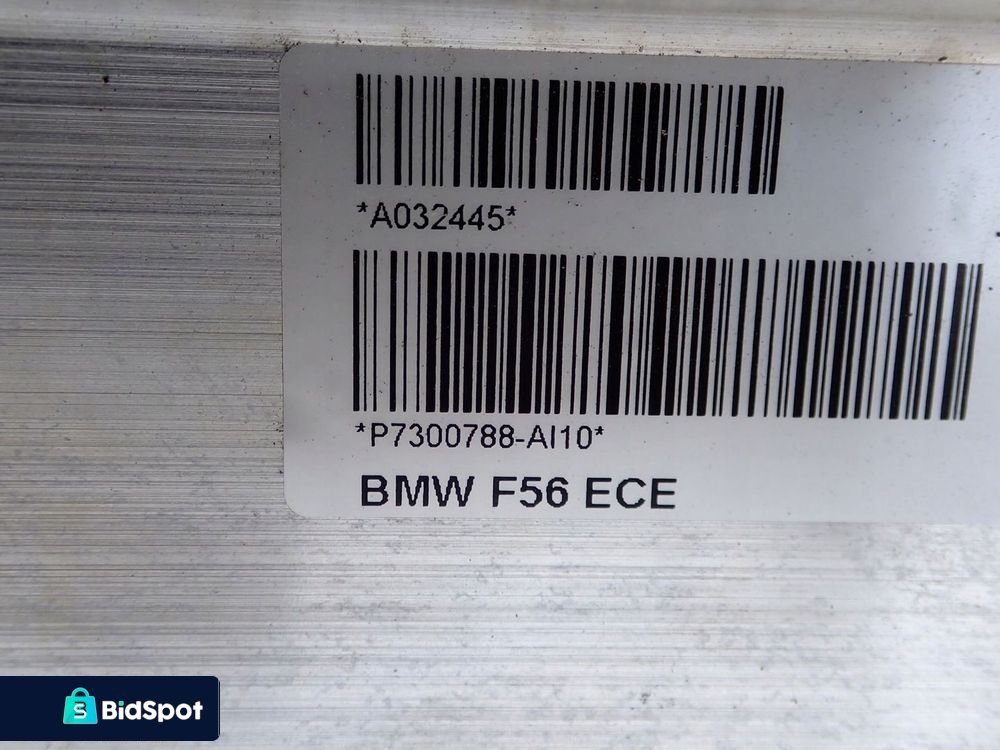 *A032445*
*P7300788-AI10*
BMW F56 ECE
S BidSpot